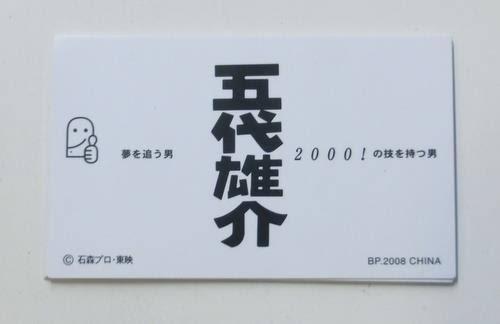 夢を追う男
五代雄介
2000!の技を持つ男
© 石森プロ・東映
BP.2008 CHINA